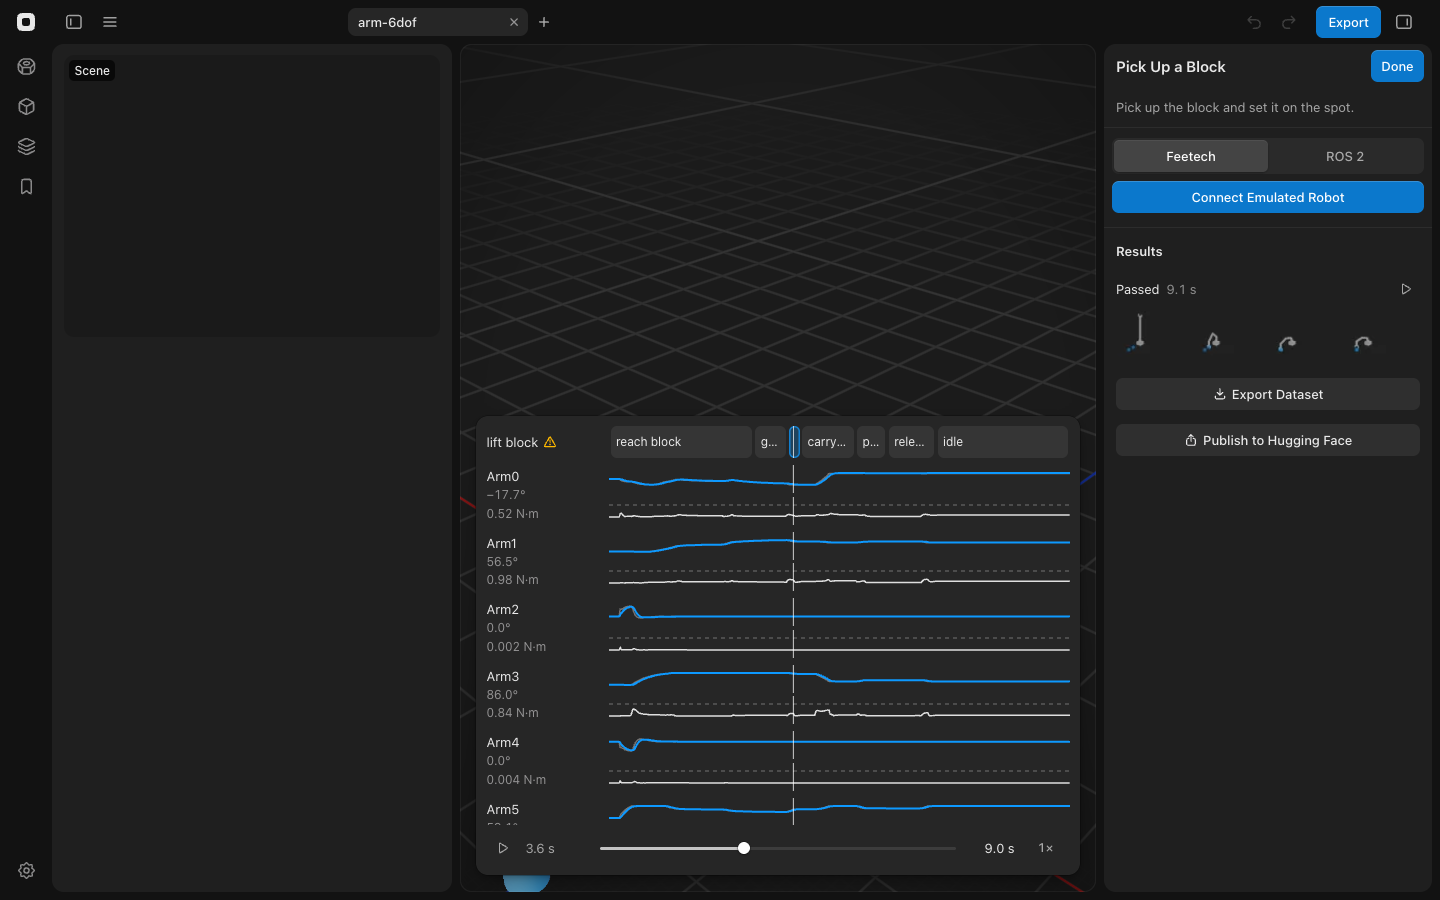 arm-6dof
Export
Scene
Pick Up a Block
Done
Pick up the block and set it on the spot.
Feetech
ROS 2
Connect Emulated Robot
Results
Passed 9.1 s
Export Dataset
Publish to Hugging Face
lift block
reach block
g...
carry...
p...
rele...
idle
Arm0
−17.7°
0.52 N·m
Arm1
56.5°
0.98 N·m
Arm2
0.0°
0.002 N·m
Arm3
86.0°
0.84 N·m
Arm4
0.0°
0.004 N·m
Arm5
3.6 s
9.0 s
1×